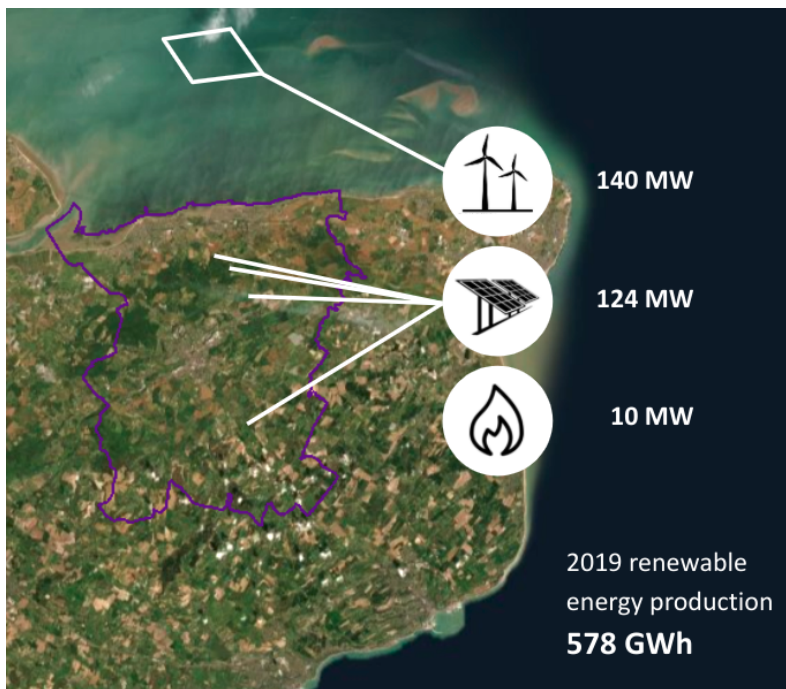 140 MW
124 MW
10 MW
2019 renewable
energy production
578 GWh